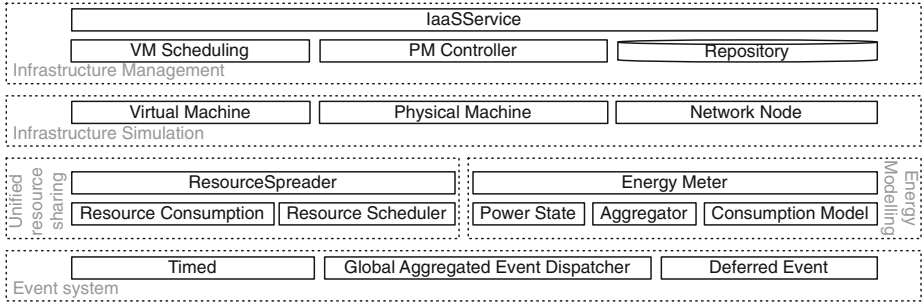 IaaSService
VM Scheduling PM Controller Repository
Infrastructure Management
Virtual Machine Physical Machine Network Node
Infrastructure Simulation
Unified
resource
sharing
ResourceSpreader
Resource Consumption Resource Scheduler
Energy Meter
Power State Aggregator Consumption Model
Energy
Modelling
Timed Global Aggregated Event Dispatcher Deferred Event
Event system